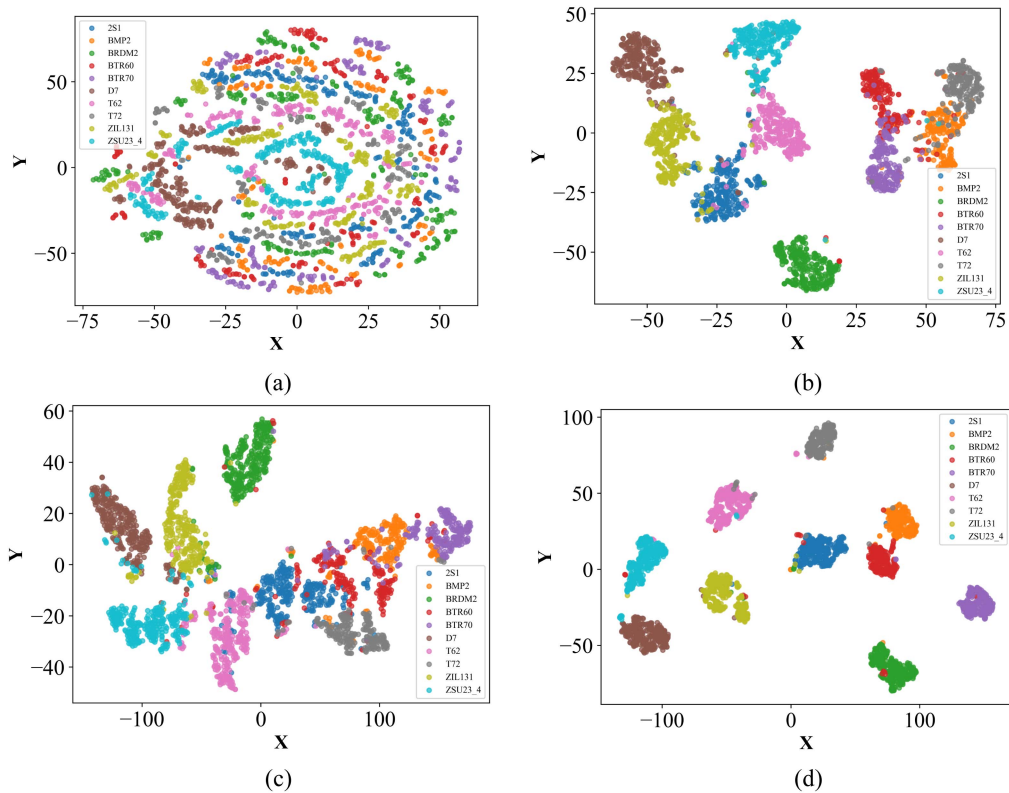 2S1
BMP2
BRDM2
BTR60
BTR70
D7
T62
T72
ZIL131
ZSU23_4
50
0
−50
Y
−75
−50
−25
0
25
50
X
(a)
50
25
0
−25
−50
Y
2S1
BMP2
BRDM2
BTR60
BTR70
D7
T62
T72
ZIL131
ZSU23_4
−50
−25
0
25
50
75
X
(b)
60
40
20
0
−20
−40
Y
2S1
BMP2
BRDM2
BTR60
BTR70
D7
T62
T72
ZIL131
ZSU23_4
−100
0
100
X
(c)
100
50
0
−50
Y
2S1
BMP2
BRDM2
BTR60
BTR70
D7
T62
T72
ZIL131
ZSU23_4
−100
0
100
X
(d)